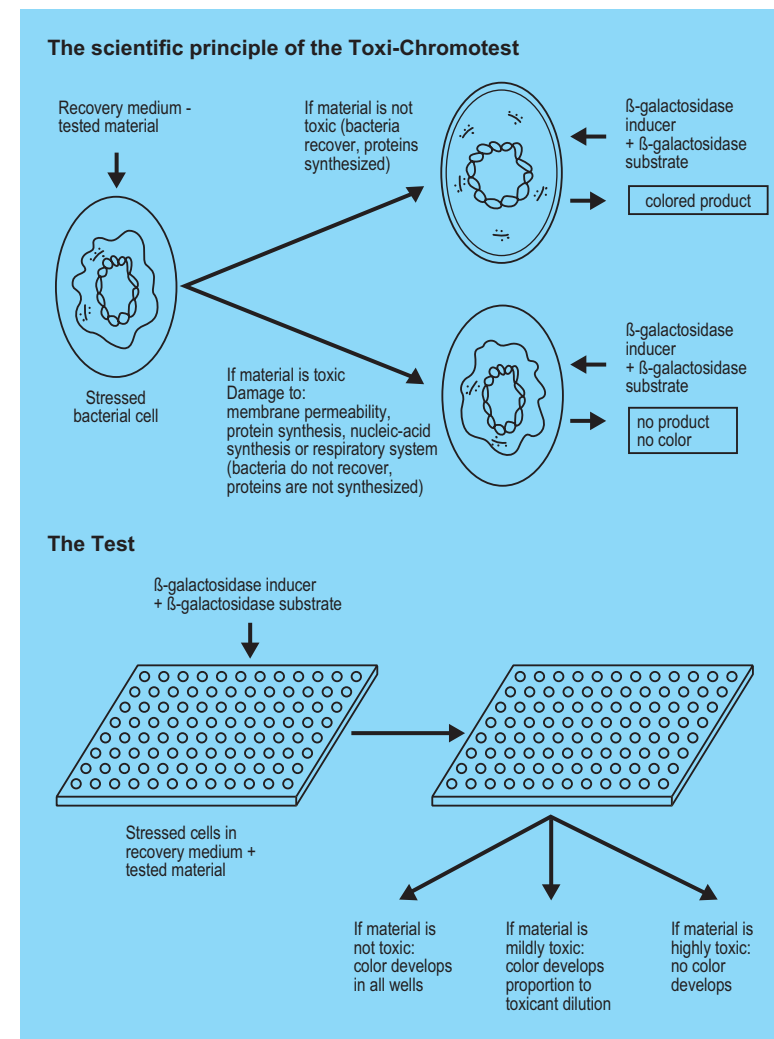 The scientific principle of the Toxi-Chromotest
Recovery medium -
tested material
If material is not
toxic (bacteria
recover, proteins
synthesized)
ß-galactosidase
inducer
+ ß-galactosidase
substrate
colored product
Stressed
bacterial cell
If material is toxic
Damage to:
membrane permeability,
protein synthesis, nucleic-acid
synthesis or respiratory system
(bacteria do not recover,
proteins are not synthesized)
ß-galactosidase
inducer
+ ß-galactosidase
substrate
no product
no color
The Test
ß-galactosidase inducer
+ ß-galactosidase substrate
Stressed cells in
recovery medium +
tested material
If material is
not toxic:
color develops
in all wells
If material is
mildly toxic:
color develops
proportion to
toxicant dilution
If material is
highly toxic:
no color
develops